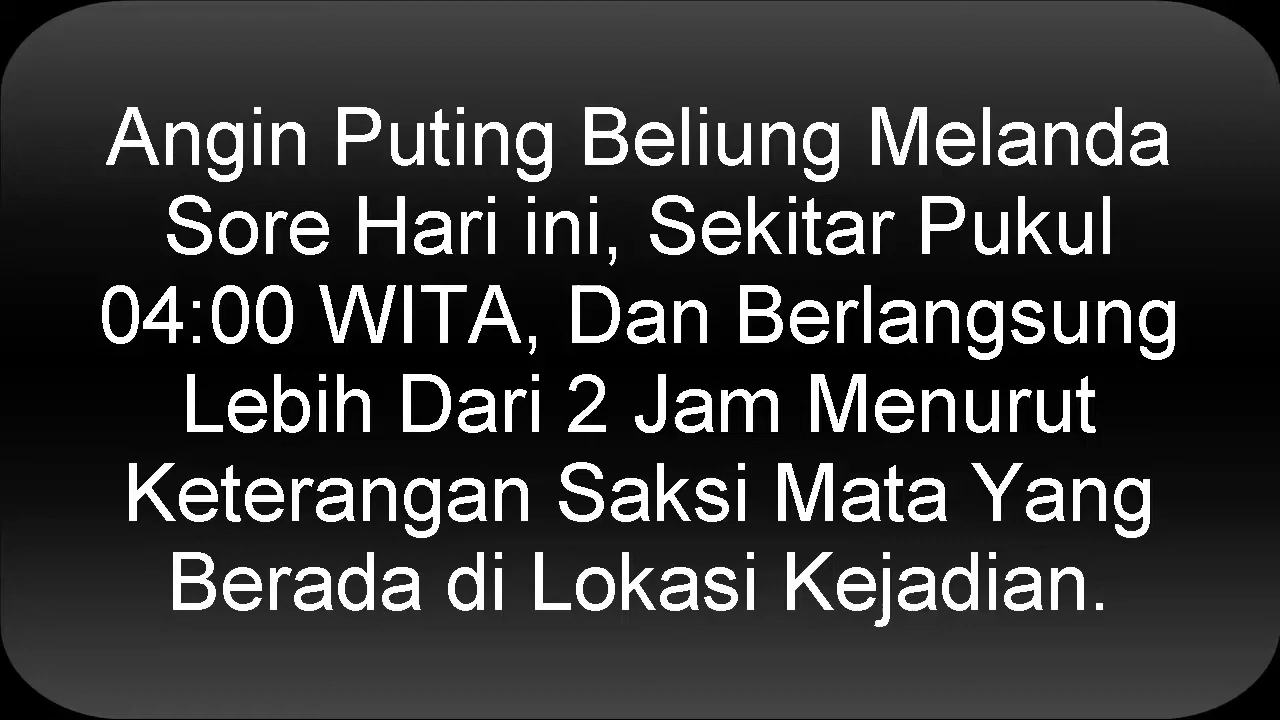 Angin Puting Beliung Melanda
Sore Hari ini, Sekitar Pukul
04:00 WITA, Dan Berlangsung
Lebih Dari 2 Jam Menurut
Keterangan Saksi Mata Yang
Berada di Lokasi Kejadian.